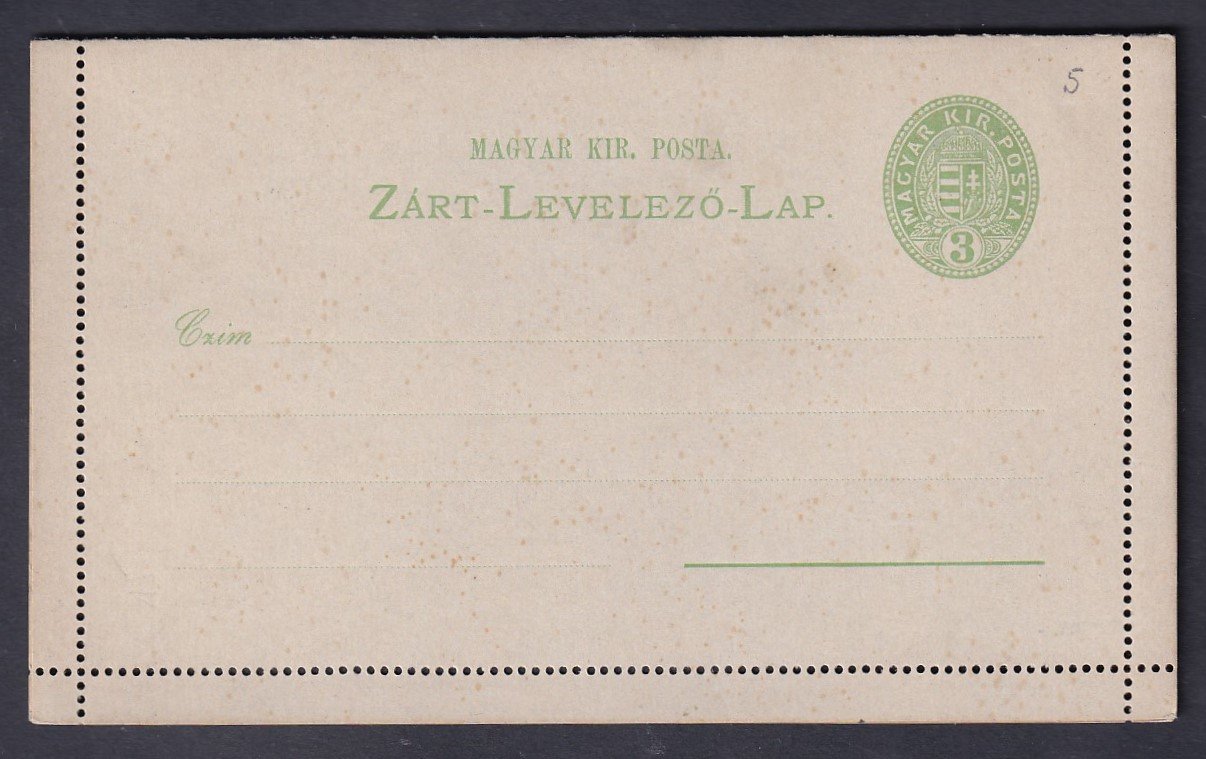 5
MAGYAR KIR. POSTA.
ZÁRT-LEVELEZŐ-LAP.
MAGYAR KIR. POSTA
3
Czim